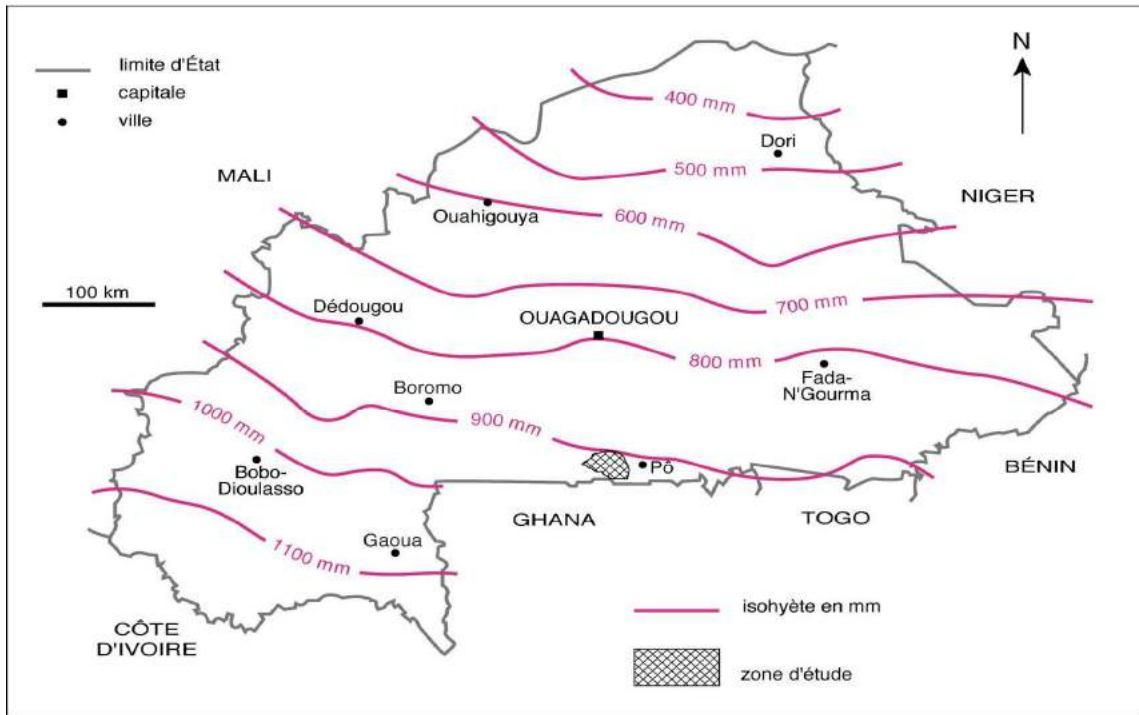 limite d'État
capitale
ville
N
400 mm
Dori
500 mm
MALI
NIGER
Ouahigouya
600 mm
100 km
700 mm
Dédougou
OUAGADOUGOU
800 mm
Fada-
N'Gourma
Boromo
1000 mm
900 mm
Bobo-
Dioulasso
Pô
BÉNIN
GHANA
TOGO
Gaoua
1100 mm
CÔTE
D'IVOIRE
isohyète en mm
zone d'étude